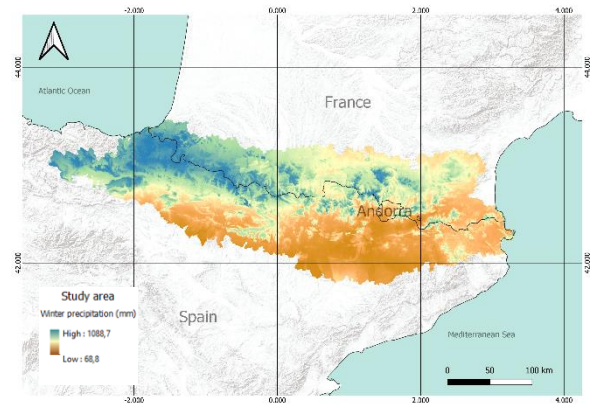 -2.000 0.000 2.000 4.000
44.000 44.000
Atlantic Ocean
France
Andorra
42.000 42.000
Study area
Winter precipitation (mm)
High : 1088,7
Low : 68,8
Spain
Mediterranean Sea
0 50 100 km
-2.000 0.000 2.000 4.000